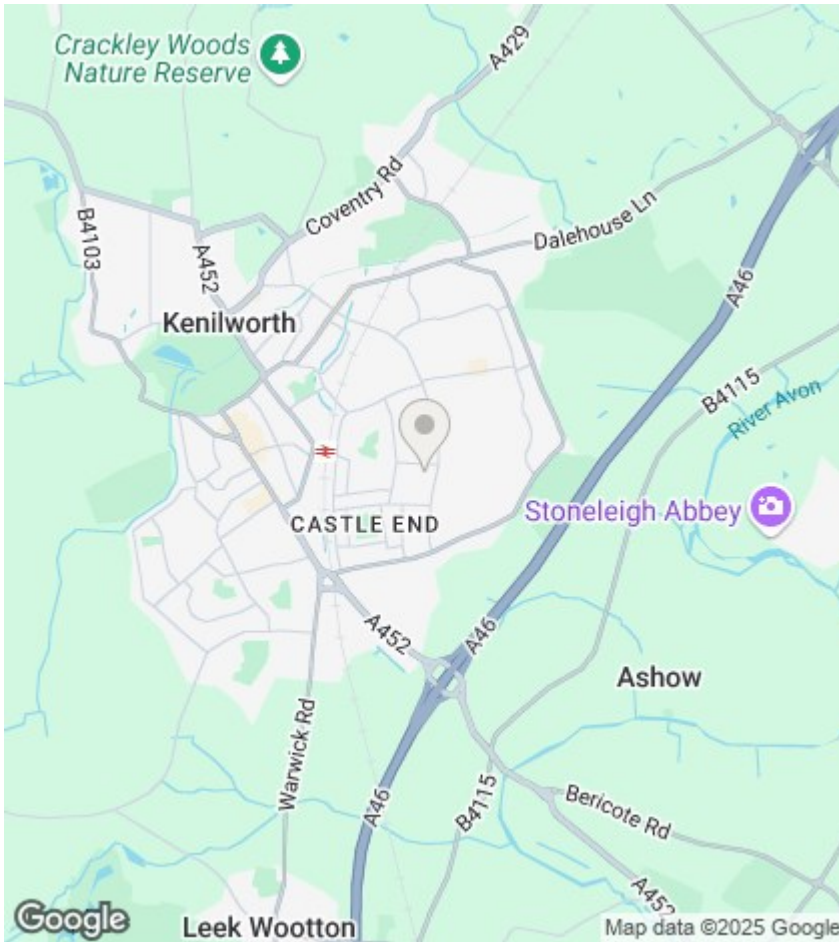 Crackley Woods
Nature Reserve
A429
Coventry Rd
B4103
A452
Dalehouse Ln
A46
Kenilworth
B4115
River Avon
Stoneleigh Abbey
CASTLE END
A452
A46
Ashow
Warwick Rd
A46
B4115
Bericote Rd
A452
Google
Leek Wootton
Map data ©2025 Google